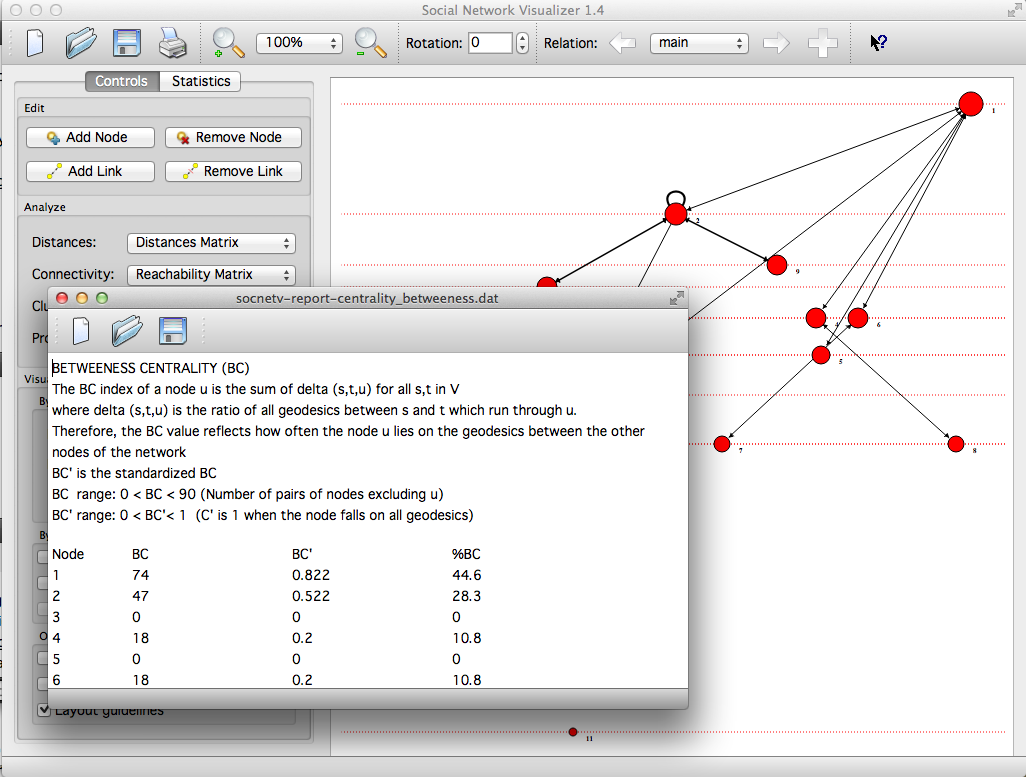 Social Network Visualizer 1.4
100% Rotation: 0 Relation: main
Controls Statistics
Edit
Add Node Remove Node
Add Link Remove Link
Analyze
Distances: Distances Matrix
Connectivity: Reachability Matrix
Clu
Pro
Visu
By
By
O
Layout guidelines
socnetv-report-centrality_betweeness.dat
BETWEENESS CENTRALITY (BC)
The BC index of a node u is the sum of delta (s,t,u) for all s,t in V
where delta (s,t,u) is the ratio of all geodesics between s and t which run through u.
Therefore, the BC value reflects how often the node u lies on the geodesics between the other
nodes of the network
BC' is the standardized BC
BC range: 0 < BC < 90 (Number of pairs of nodes excluding u)
BC' range: 0 < BC'< 1 (C' is 1 when the node falls on all geodesics)
Node BC BC' %BC
1 74 0.822 44.6
2 47 0.522 28.3
3 0 0 0
4 18 0.2 10.8
5 0 0 0
6 18 0.2 10.8
1
2
9
4
6
5
7
8
11